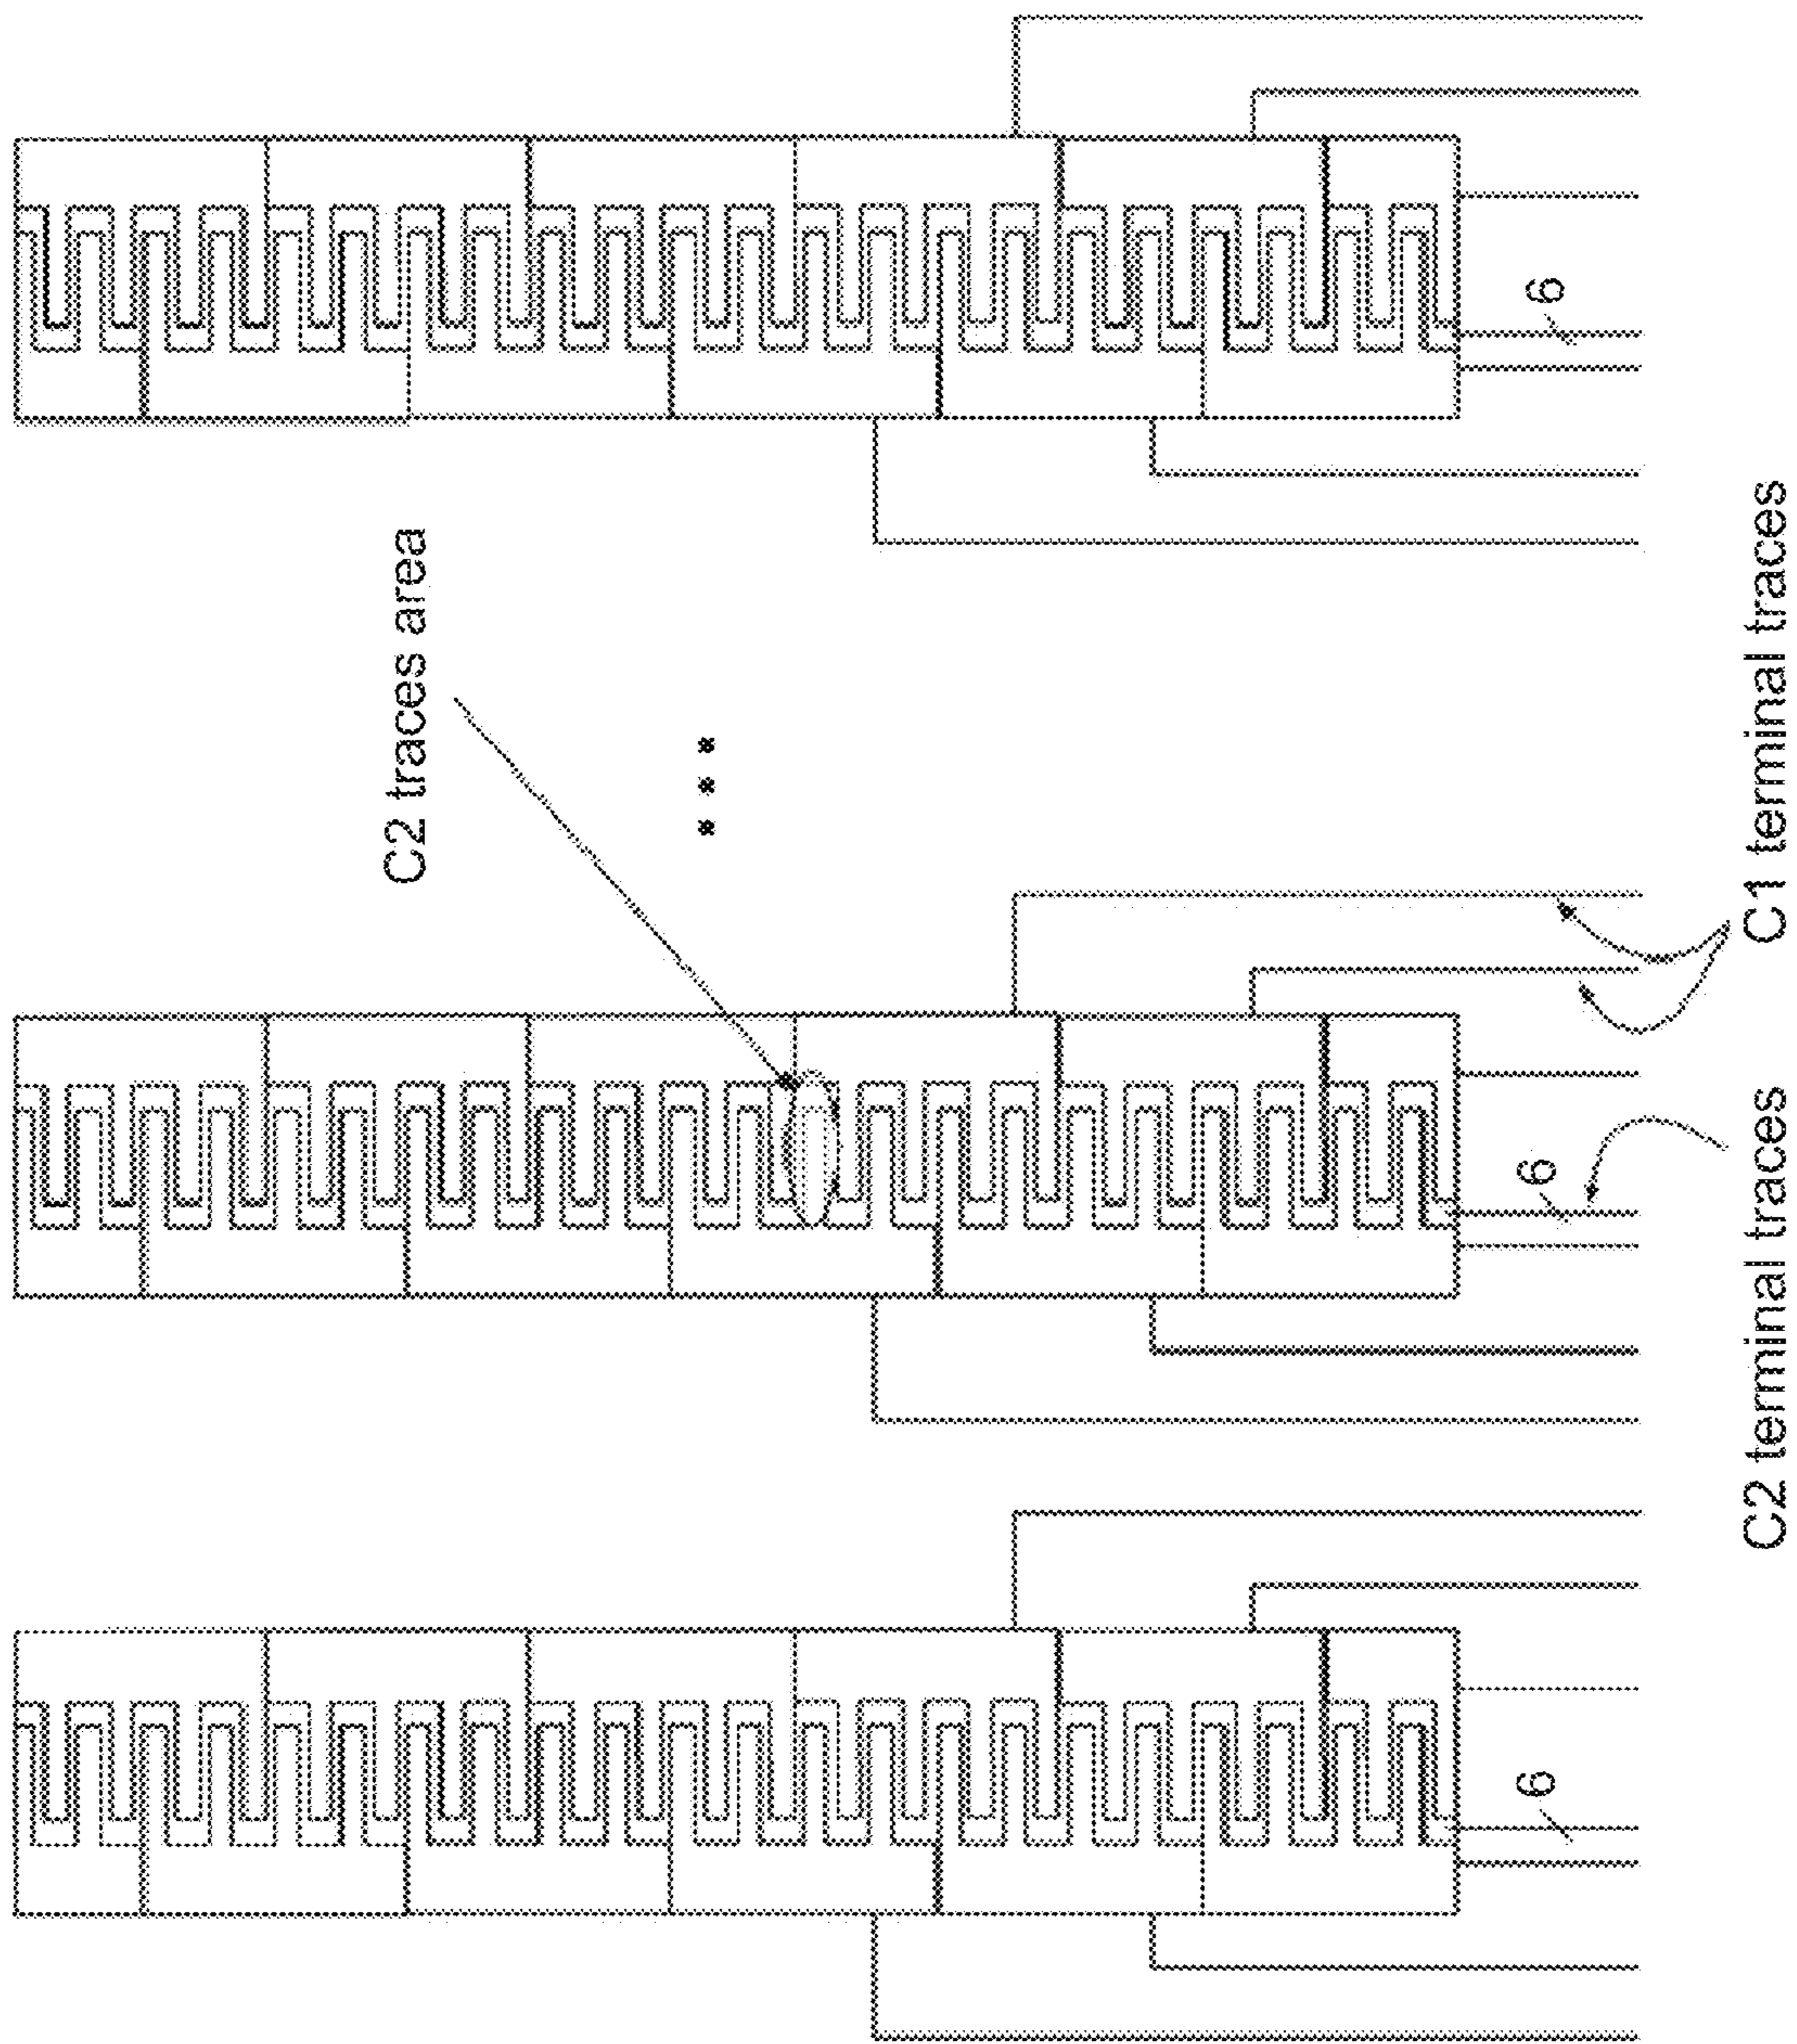 C2 traces area
6
6
6
C2 terminal traces
C1 terminal traces